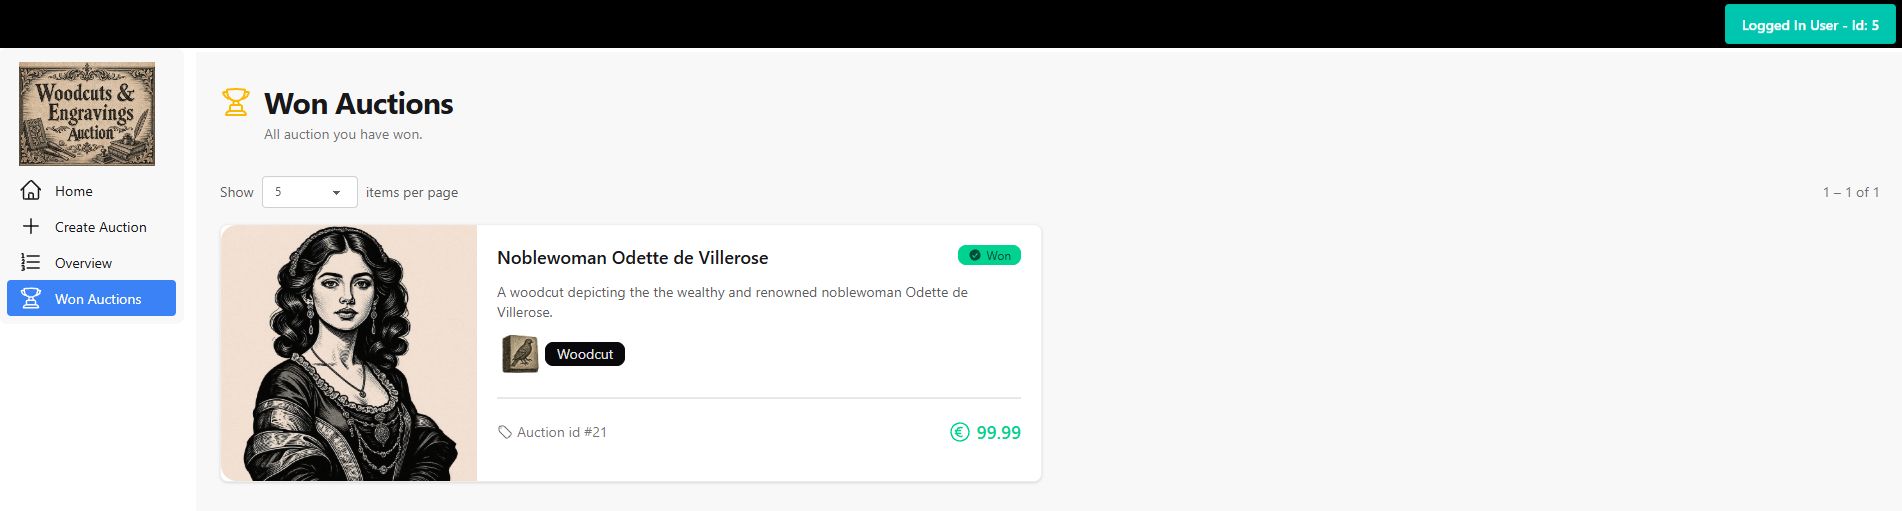 Logged In User - Id: 5
Woodcuts &
Engravings
Auction
Home
Create Auction
Overview
Won Auctions
Won Auctions
All auction you have won.
Show 5 items per page
1 – 1 of 1
Noblewoman Odette de Villerose
Won
A woodcut depicting the the wealthy and renowned noblewoman Odette de
Villerose.
Woodcut
Auction id #21
€ 99.99